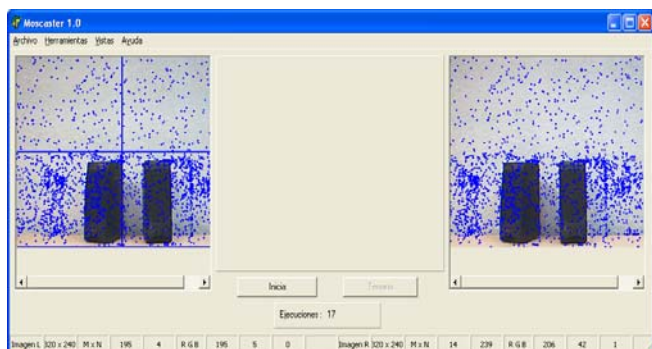 Moscaster 1.0
Archivo Herramientas Vistas Ayuda
Inicia
Ejecuciones : 17
Imagen L 320 x 240 M x N 195 4 R G B 195 5 0 Imagen R 320 x 240 M x N 14 239 R G B 206 42 1